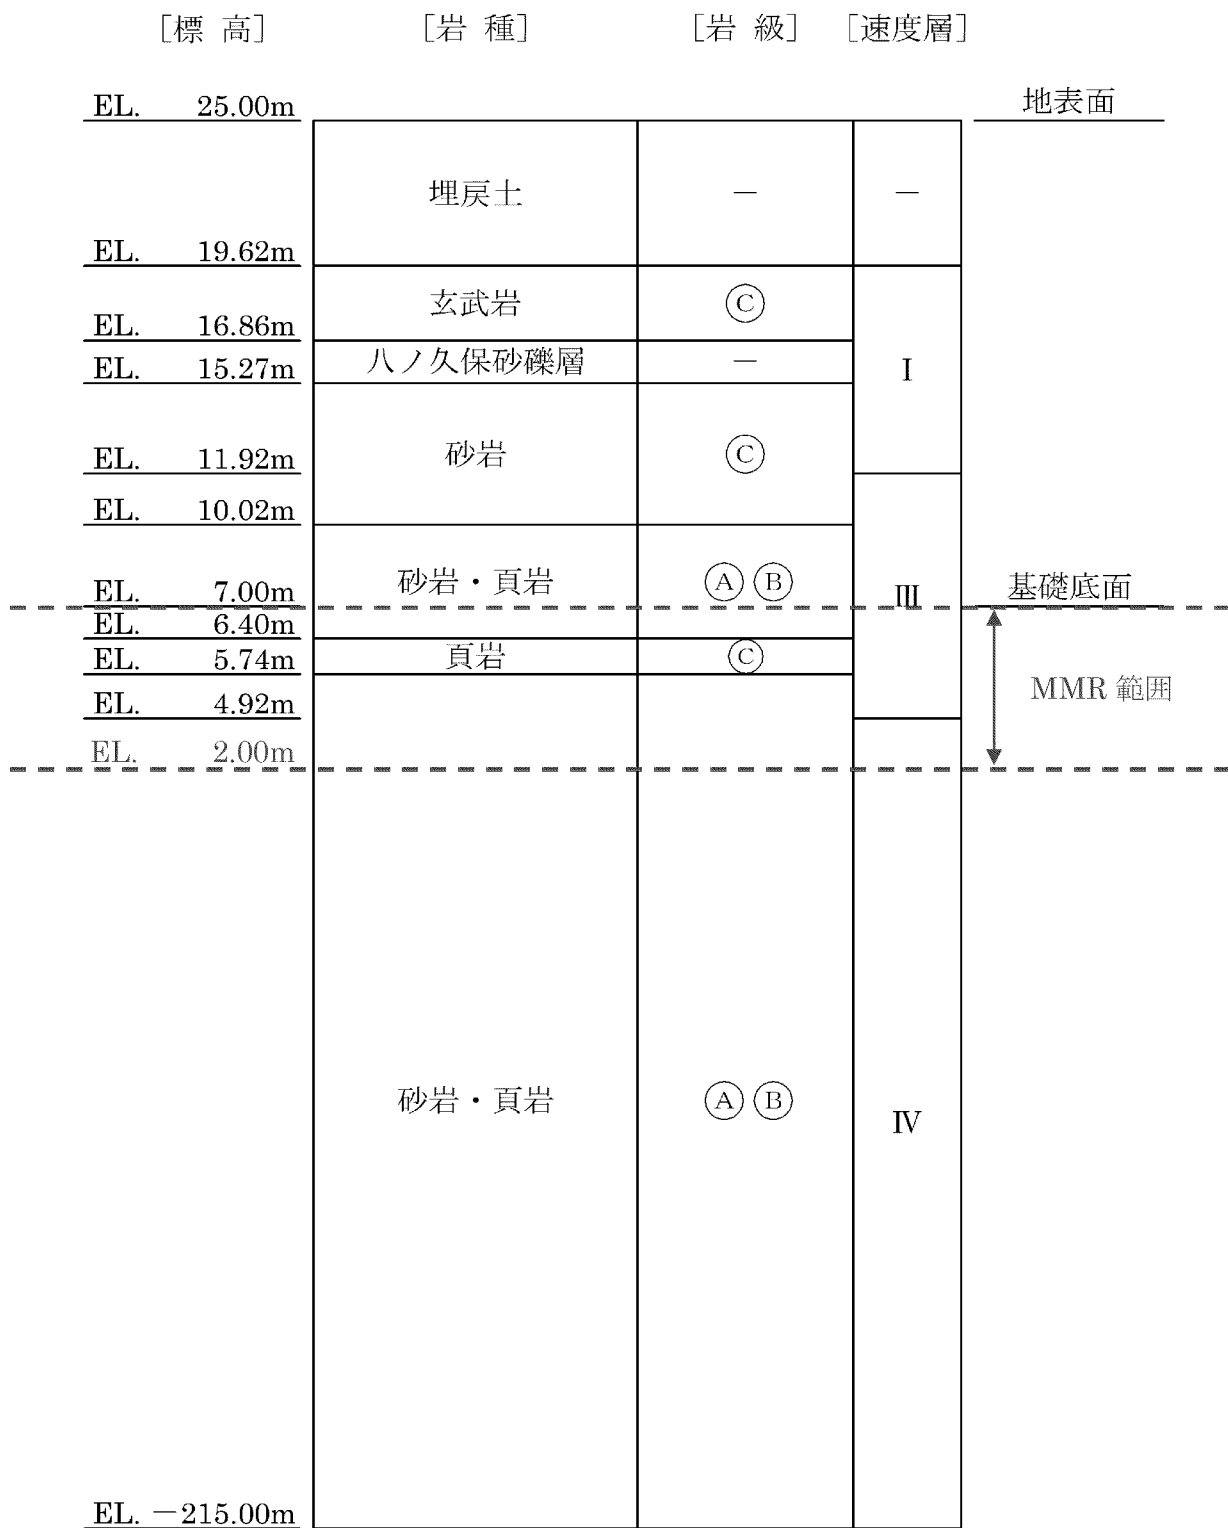 [標 高] [岩 種] [岩 級] [速度層]
EL. 25.00m 地表面
埋戻土 － －
EL. 19.62m
玄武岩 Ⓒ
EL. 16.86m
八ノ久保砂礫層 －
EL. 15.27m
Ⅰ
砂岩 Ⓒ
EL. 11.92m
EL. 10.02m
砂岩・頁岩 Ⓐ Ⓑ
EL. 7.00m Ⅲ 基礎底面
EL. 6.40m
EL. 5.74m 頁岩 Ⓒ
MMR 範囲
EL. 4.92m
EL. 2.00m
砂岩・頁岩 Ⓐ Ⓑ
Ⅳ
EL. －215.00m